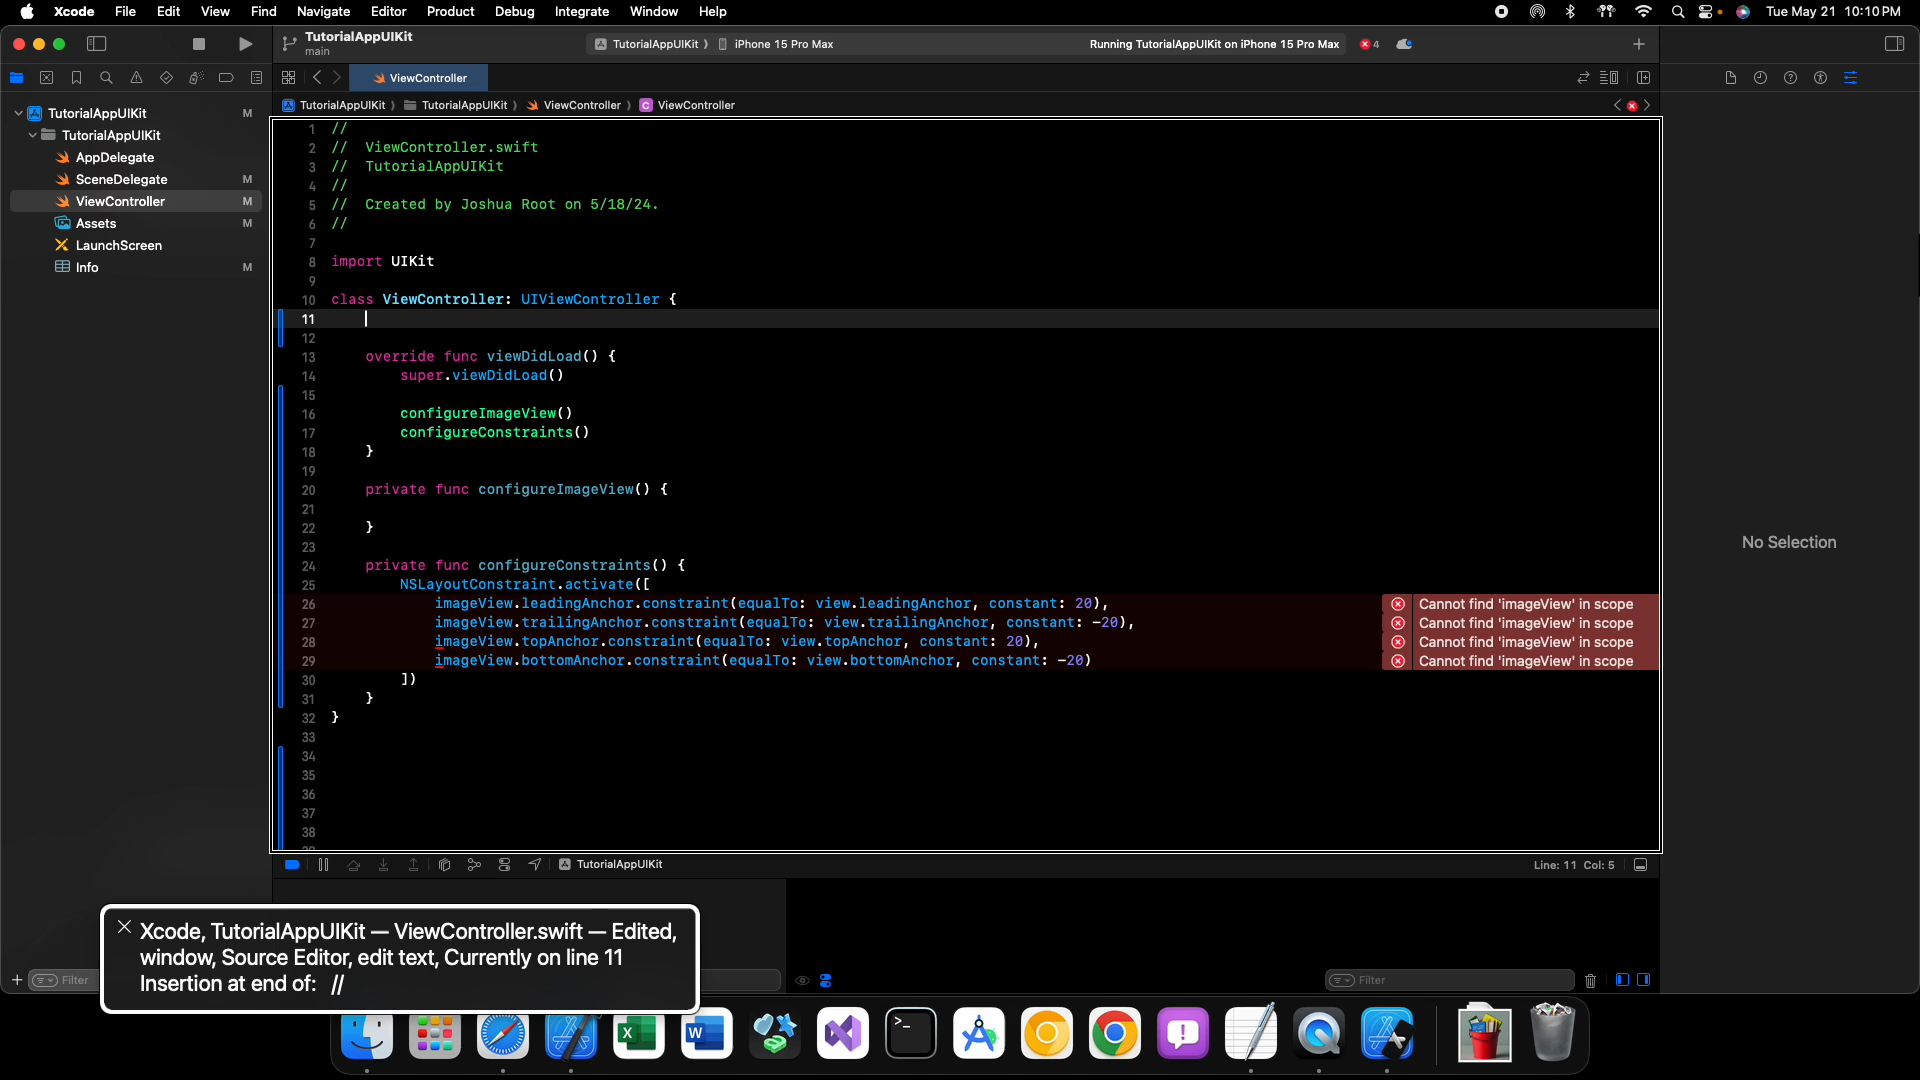 Xcode File Edit View Find Navigate Editor Product Debug Integrate Window Help Tue May 21 10:10 PM
TutorialAppUIKit
main
TutorialAppUIKit iPhone 15 Pro Max Running TutorialAppUIKit on iPhone 15 Pro Max 4
ViewController
TutorialAppUIKit TutorialAppUIKit ViewController C ViewController
TutorialAppUIKit M
TutorialAppUIKit
AppDelegate
SceneDelegate M
ViewController M
Assets M
LaunchScreen
Info M
1 //
2 // ViewController.swift
3 // TutorialAppUIKit
4 //
5 // Created by Joshua Root on 5/18/24.
6 //
7
8 import UIKit
9
10 class ViewController: UIViewController {
11
12
13 override func viewDidLoad() {
14 super.viewDidLoad()
15
16 configureImageView()
17 configureConstraints()
18 }
19
20 private func configureImageView() {
21
22 }
23
24 private func configureConstraints() {
25 NSLayoutConstraint.activate([
26 imageView.leadingAnchor.constraint(equalTo: view.leadingAnchor, constant: 20), Cannot find 'imageView' in scope
27 imageView.trailingAnchor.constraint(equalTo: view.trailingAnchor, constant: -20), Cannot find 'imageView' in scope
28 imageView.topAnchor.constraint(equalTo: view.topAnchor, constant: 20), Cannot find 'imageView' in scope
29 imageView.bottomAnchor.constraint(equalTo: view.bottomAnchor, constant: -20) Cannot find 'imageView' in scope
30 ])
31 }
32 }
33
34
35
36
37
38
No Selection
TutorialAppUIKit Line: 11 Col: 5
Xcode, TutorialAppUIKit — ViewController.swift — Edited,
window, Source Editor, edit text, Currently on line 11
Insertion at end of: //
Filter Filter
X W >_